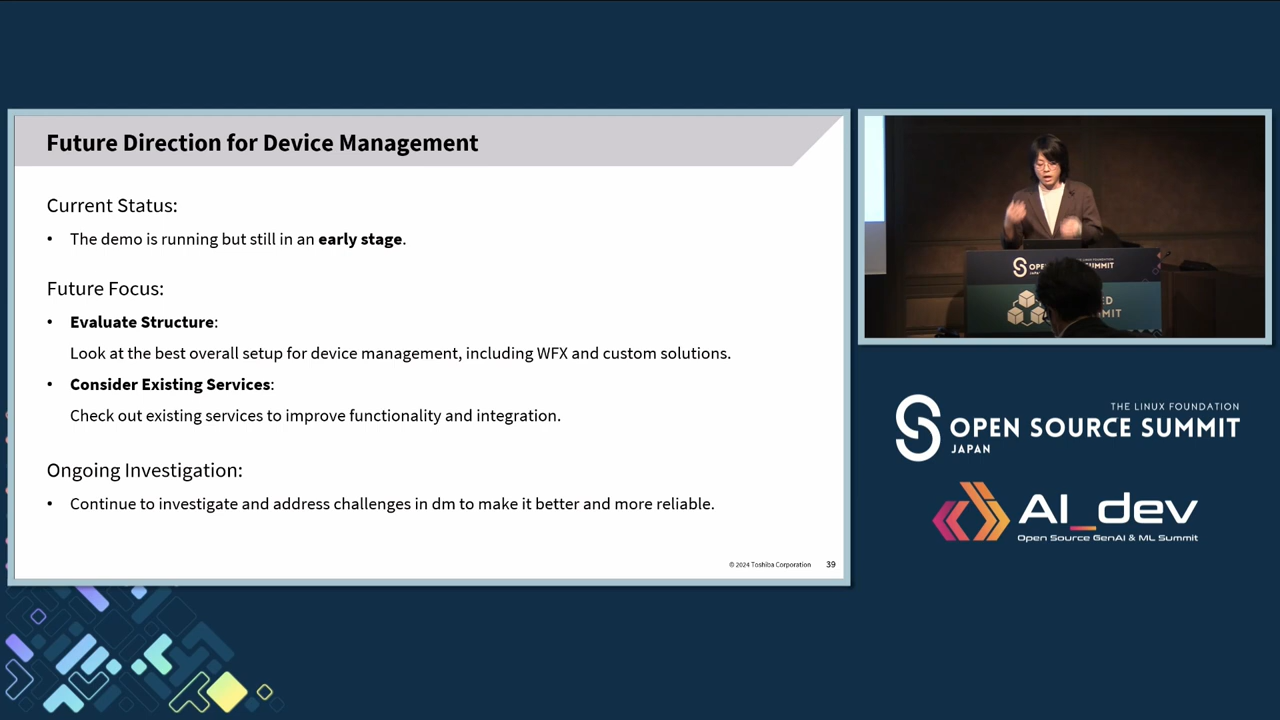 Future Direction for Device Management
Current Status:
• The demo is running but still in an early stage.
Future Focus:
• Evaluate Structure:
Look at the best overall setup for device management, including WFX and custom solutions.
• Consider Existing Services:
Check out existing services to improve functionality and integration.
Ongoing Investigation:
• Continue to investigate and address challenges in dm to make it better and more reliable.
© 2024 Toshiba Corporation
39
THE LINUX FOUNDATION
OPEN SOURCE SUMMIT
JAPAN
AI_dev
Open Source GenAI & ML Summit